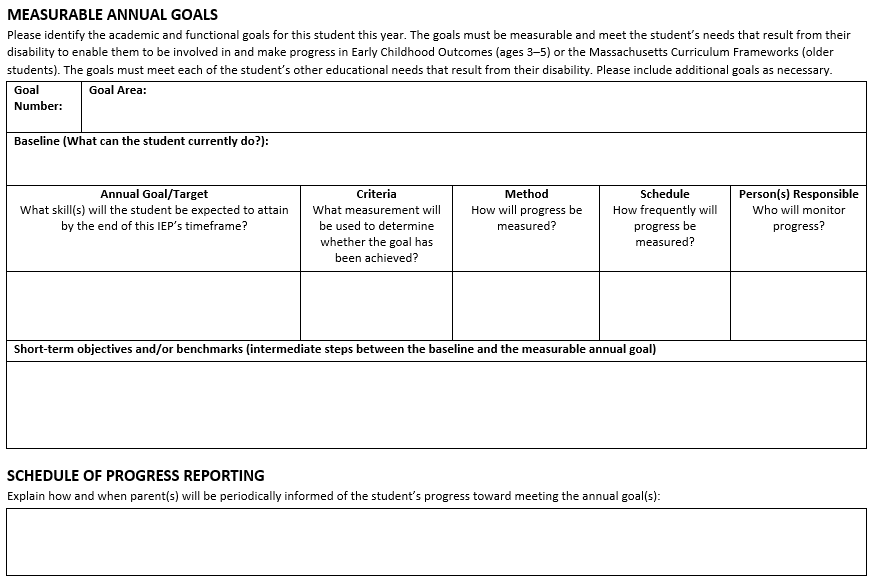 MEASURABLE ANNUAL GOALS
Please identify the academic and functional goals for this student this year. The goals must be measurable and meet the student's needs that result from their
disability to enable them to be involved in and make progress in Early Childhood Outcomes (ages 3–5) or the Massachusetts Curriculum Frameworks (older
students). The goals must meet each of the student's other educational needs that result from their disability. Please include additional goals as necessary.
Goal
Number:
Goal Area:
Baseline (What can the student currently do?):
Annual Goal/Target
What skill(s) will the student be expected to attain
by the end of this IEP's timeframe?
Criteria
What measurement will
be used to determine
whether the goal has
been achieved?
Method
How will progress be
measured?
Schedule
How frequently will
progress be
measured?
Person(s) Responsible
Who will monitor
progress?
Short-term objectives and/or benchmarks (intermediate steps between the baseline and the measurable annual goal)
SCHEDULE OF PROGRESS REPORTING
Explain how and when parent(s) will be periodically informed of the student's progress toward meeting the annual goal(s):